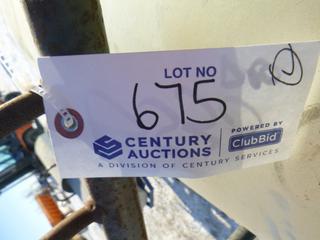 LOT NO
675
CENTURY
AUCTIONS
POWERED BY
ClubBid
A DIVISION OF CENTURY SERVICES